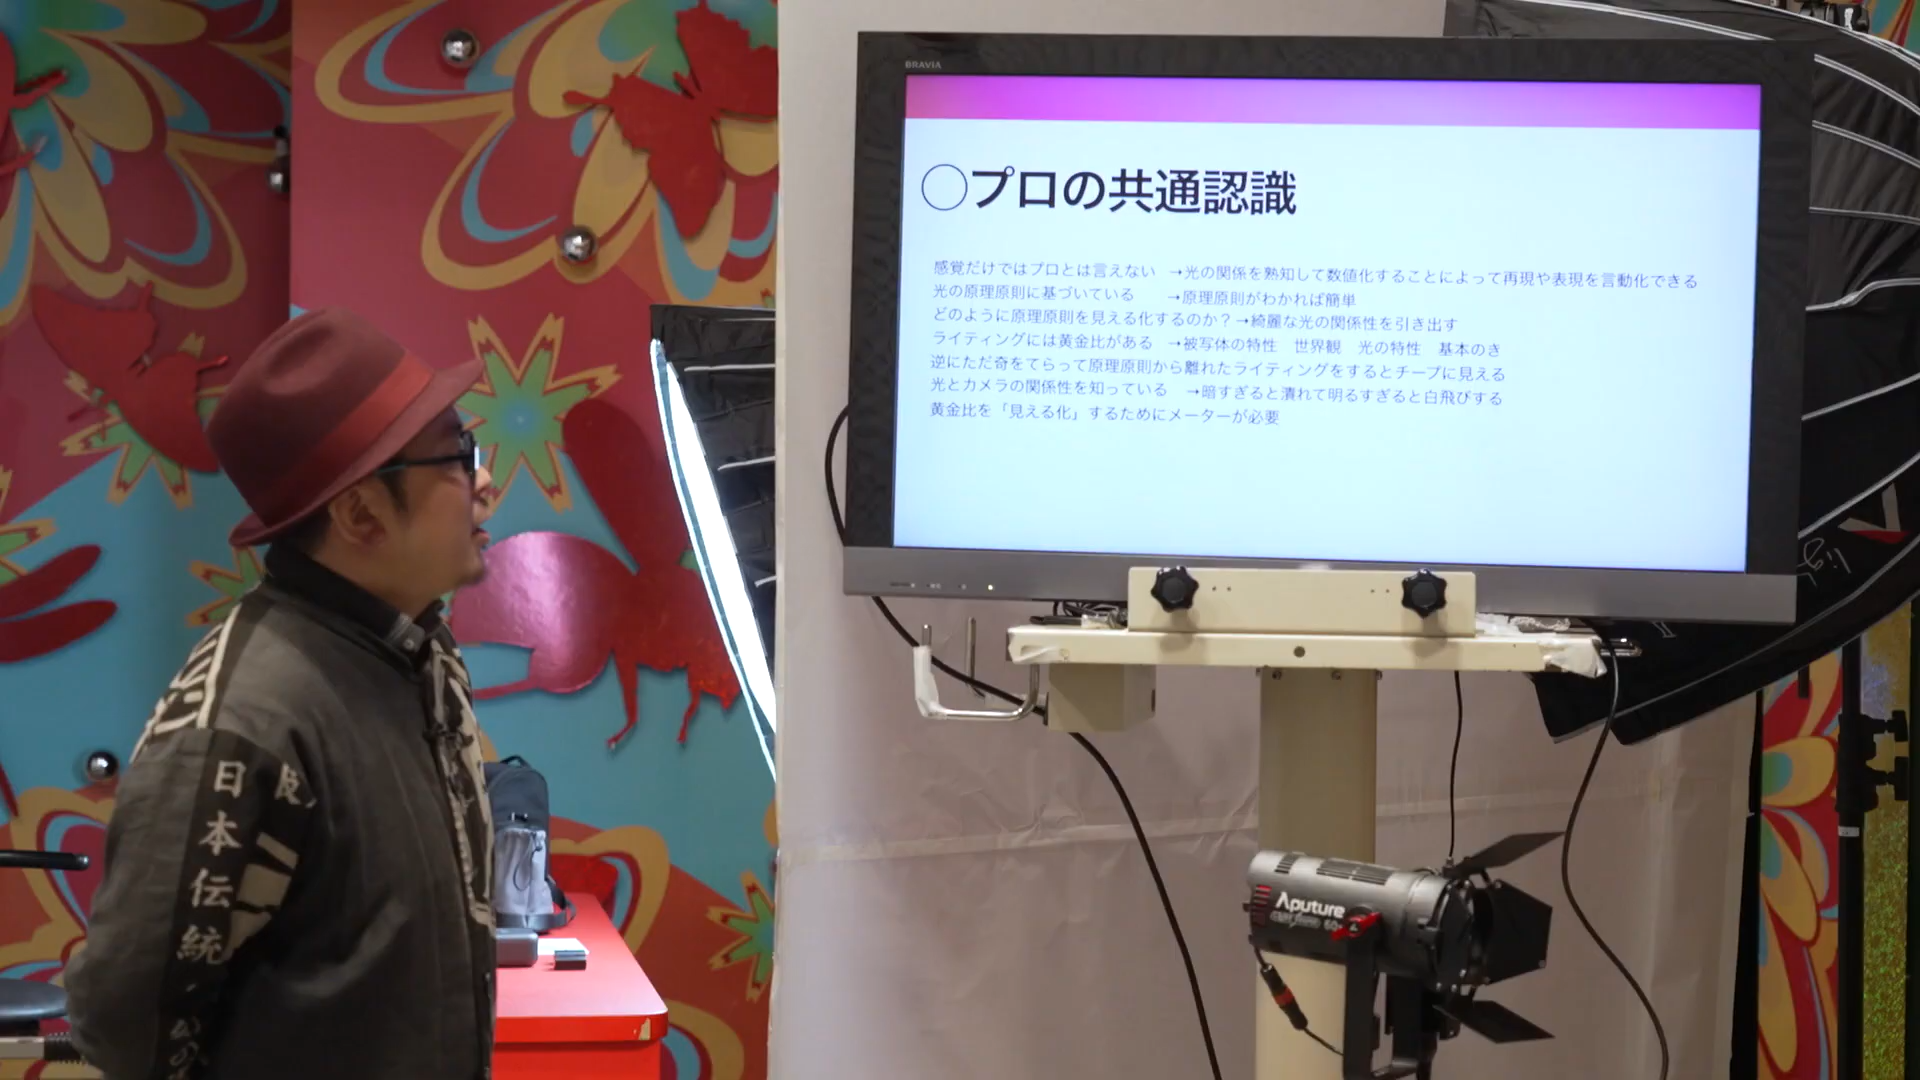 BRAVIA
◯プロの共通認識
感覚だけではプロとは言えない →光の関係を熟知して数値化することによって再現や表現を言動化できる
光の原理原則に基づいている →原理原則がわかれば簡単
どのように原理原則を見える化するのか？→綺麗な光の関係性を引き出す
ライティングには黄金比がある →被写体の特性 世界観 光の特性 基本のき
逆にただ奇をてらって原理原則から離れたライティングをするとチープに見える
光とカメラの関係性を知っている →暗すぎると潰れて明るすぎると白飛びする
黄金比を「見える化」するためにメーターが必要
日本伝統
Aputure